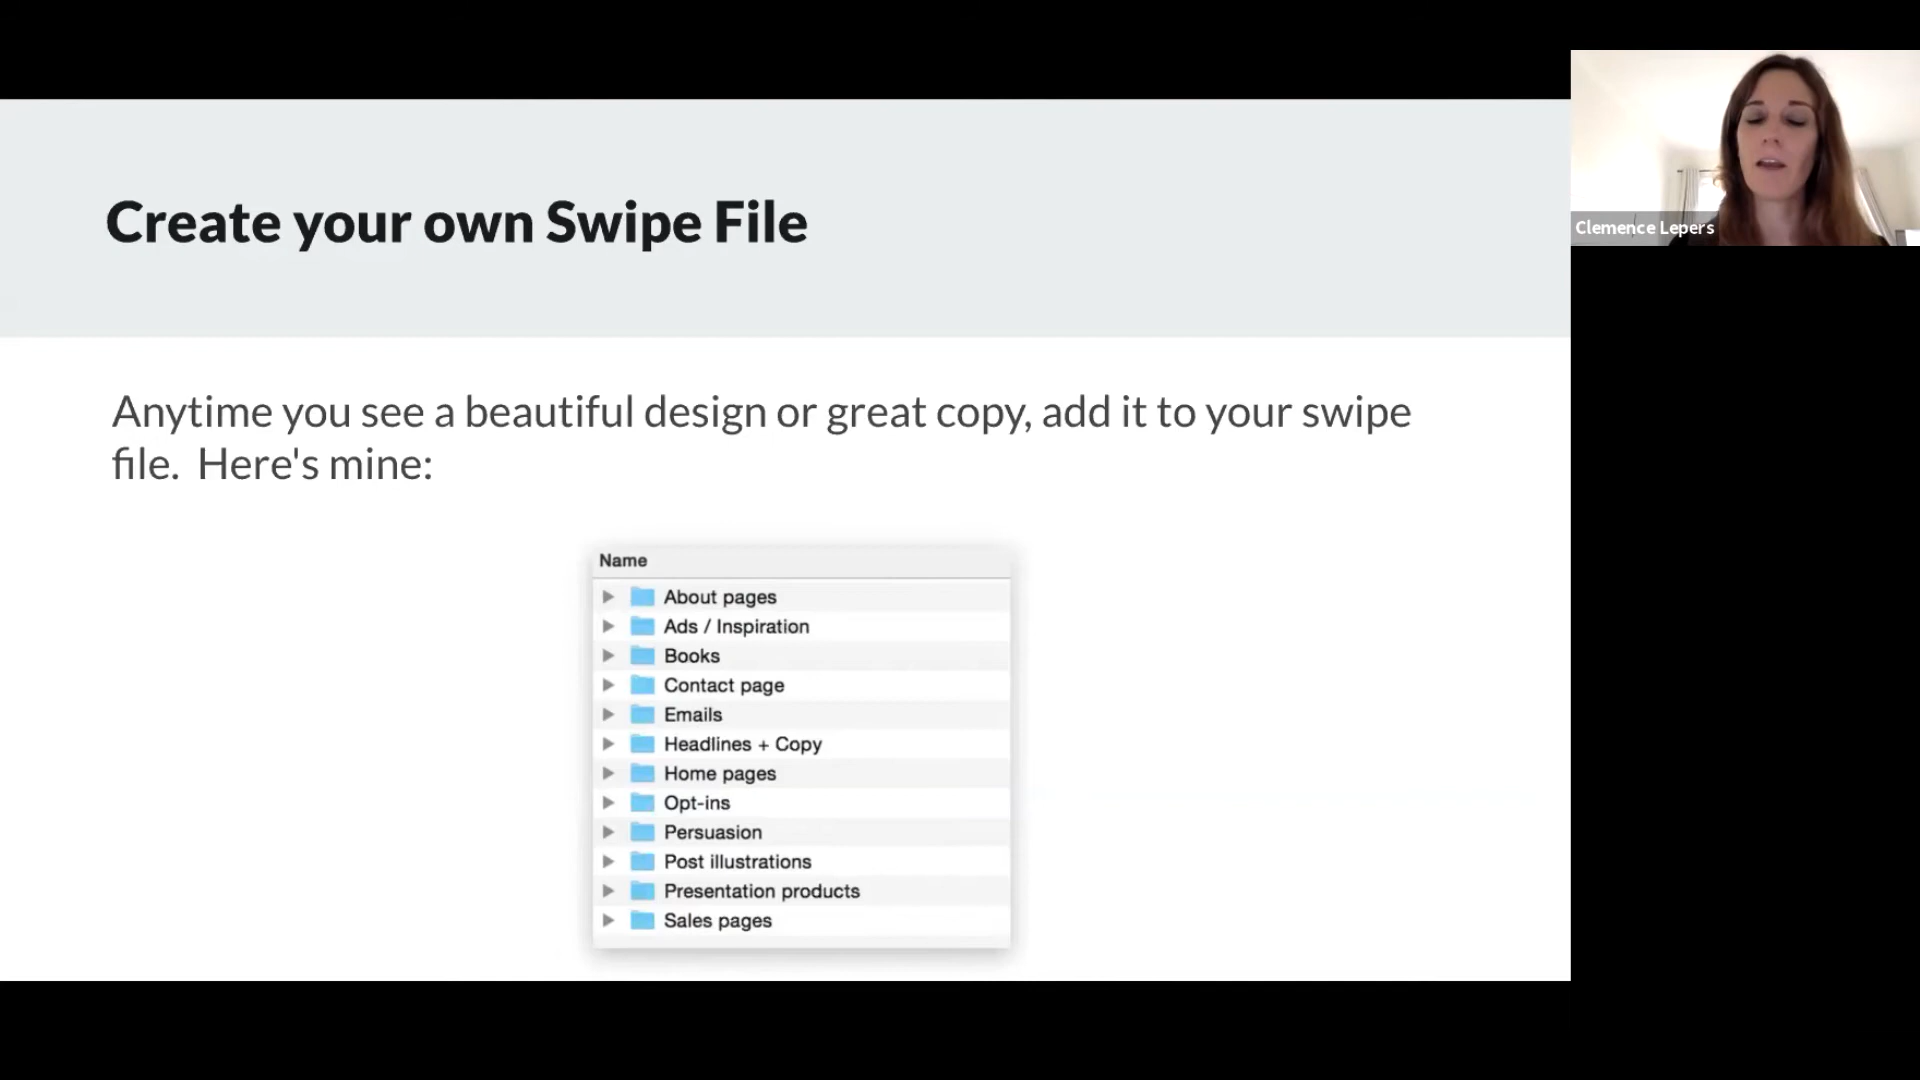 Create your own Swipe File
Clemence Lepers
Anytime you see a beautiful design or great copy, add it to your swipe
file.  Here's mine:
Name
About pages
Ads / Inspiration
Books
Contact page
Emails
Headlines + Copy
Home pages
Opt-ins
Persuasion
Post illustrations
Presentation products
Sales pages